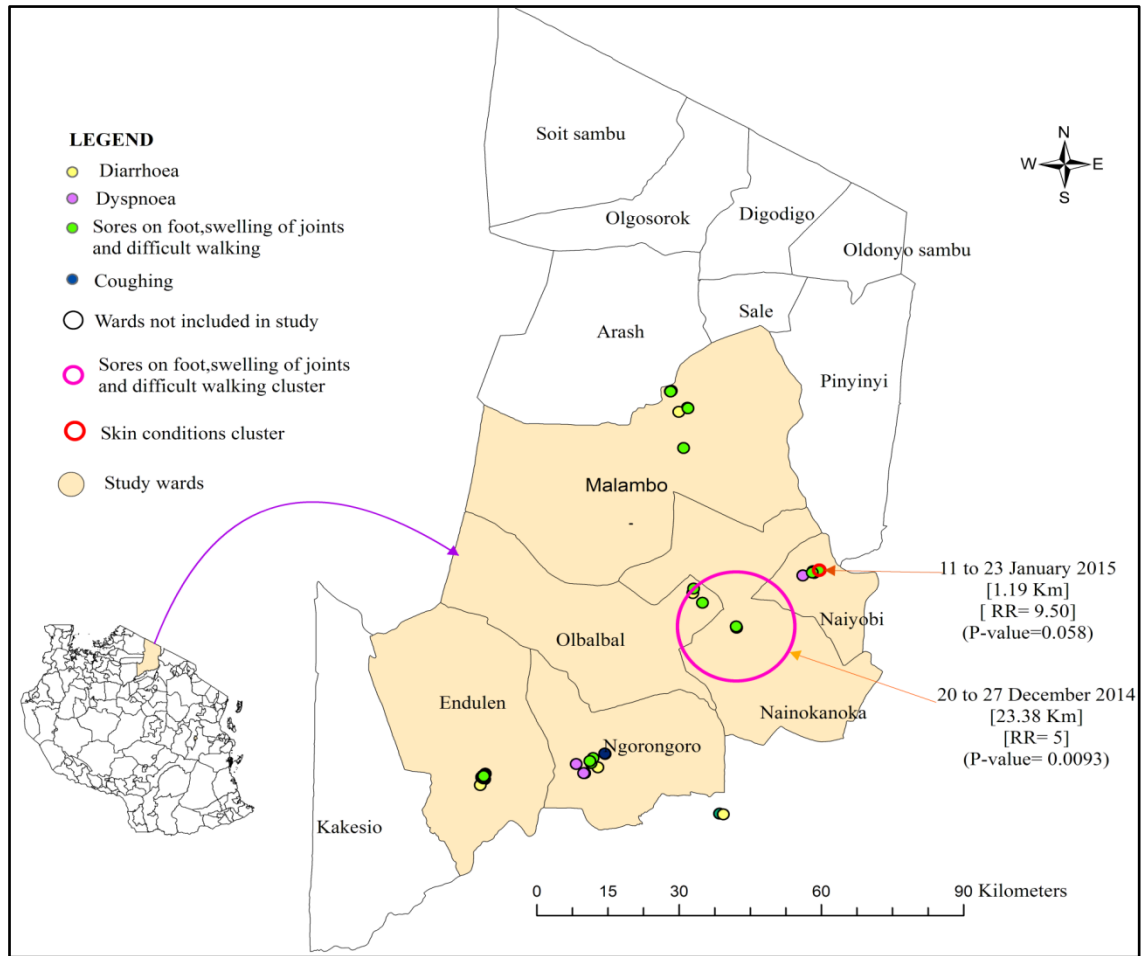 LEGEND
Diarrhoea
Dyspnoea
Sores on foot,swelling of joints
and difficult walking
Coughing
Wards not included in study
Sores on foot,swelling of joints
and difficult walking cluster
Skin conditions cluster
Study wards
N
W E
S
Soit sambu
Olgosorok
Digodigo
Oldonyo sambu
Sale
Arash
Pinyinyi
Malambo
Naiyobi
Olbalbal
Endulen
Nainokanoka
Ngorongoro
Kakesio
11 to 23 January 2015
[1.19 Km]
[ RR= 9.50]
(P-value=0.058)
20 to 27 December 2014
[23.38 Km]
[RR= 5]
(P-value= 0.0093)
0 30 60 90 Kilometers